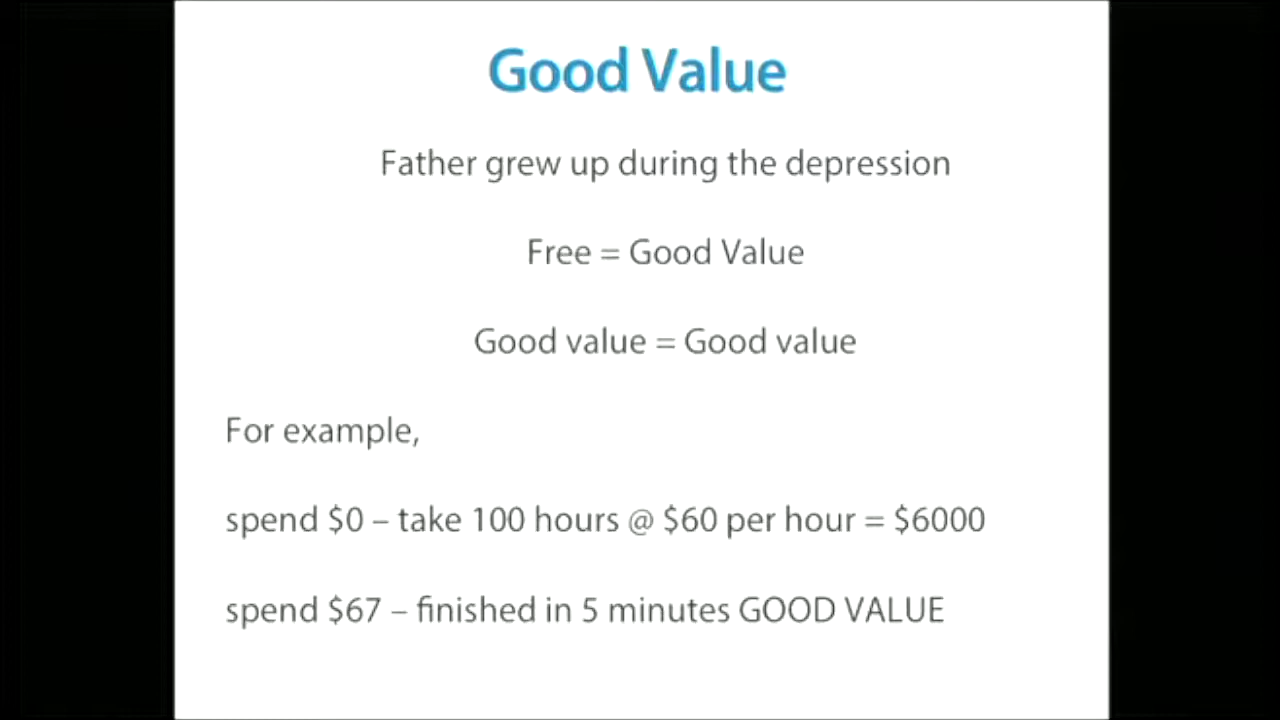 Good Value
Father grew up during the depression
Free = Good Value
Good value = Good value
For example,
spend $0 – take 100 hours @ $60 per hour = $6000
spend $67 – finished in 5 minutes GOOD VALUE